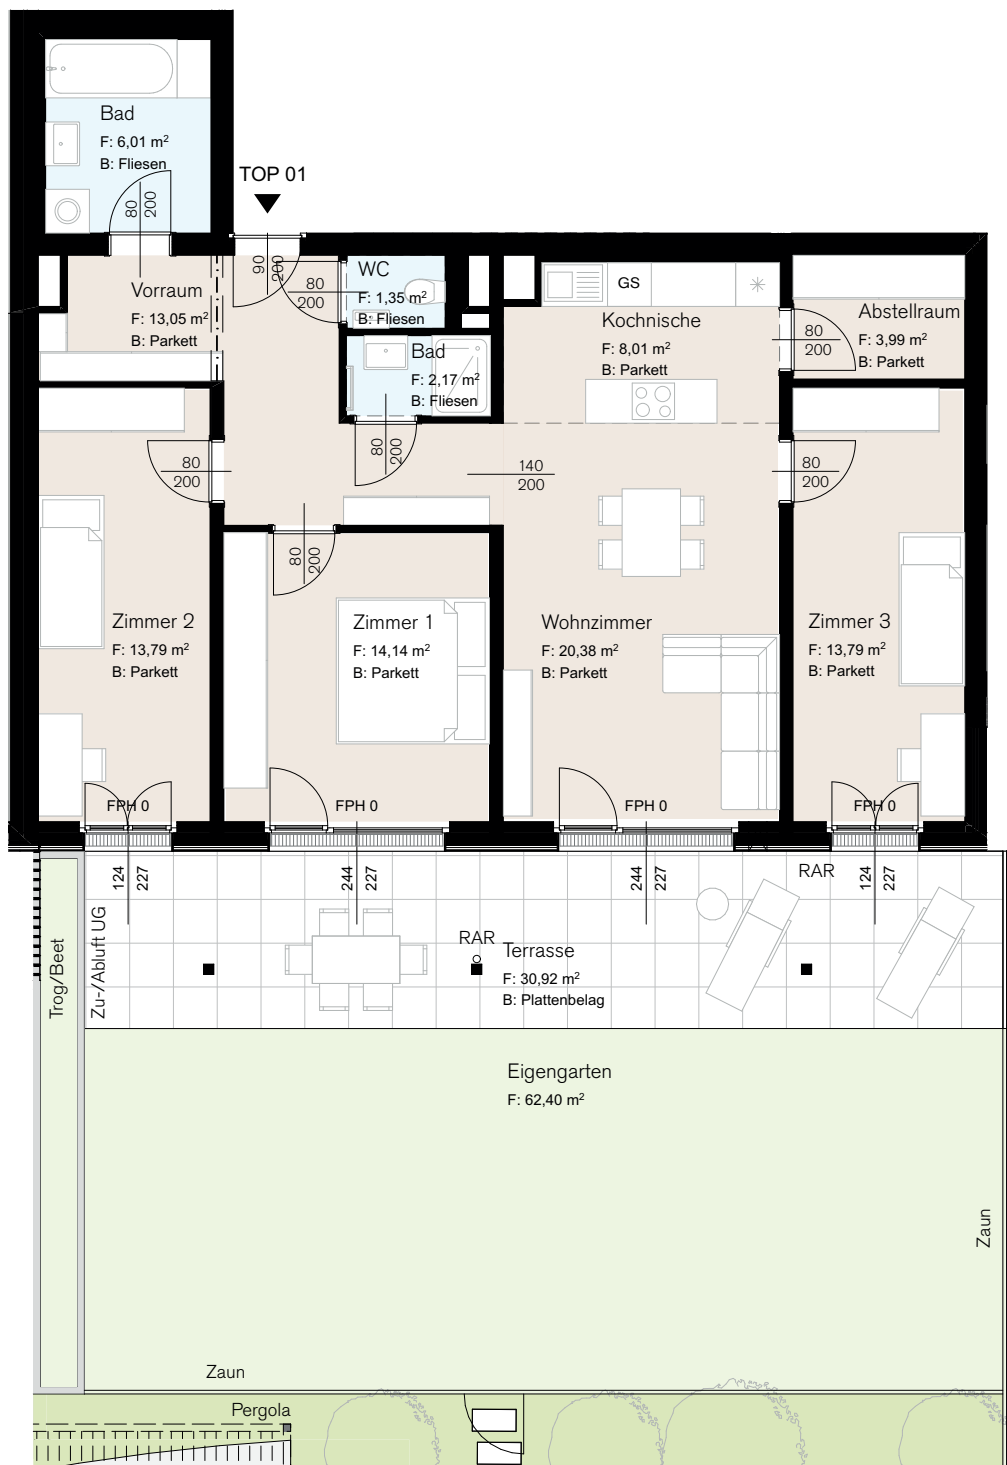 Bad
F: 6,01 m²
B: Fliesen
80
200
TOP 01
90
200
Vorraum
F: 13,05 m²
B: Parkett
80
200
WC
F: 1,35 m²
B: Fliesen
GS
Kochnische
F: 8,01 m²
B: Parkett
80
200
Abstellraum
F: 3,99 m²
B: Parkett
Bad
F: 2,17 m²
B: Fliesen
80
200
80
200
140
200
80
200
80
200
Zimmer 2
F: 13,79 m²
B: Parkett
Zimmer 1
F: 14,14 m²
B: Parkett
Wohnzimmer
F: 20,38 m²
B: Parkett
Zimmer 3
F: 13,79 m²
B: Parkett
FPH 0
FPH 0
FPH 0
FPH 0
124
227
244
227
244
227
124
227
RAR
Trog/Beet
Zu-/Abluft UG
RAR
Terrasse
F: 30,92 m²
B: Plattenbelag
Eigengarten
F: 62,40 m²
Zaun
Zaun
Pergola